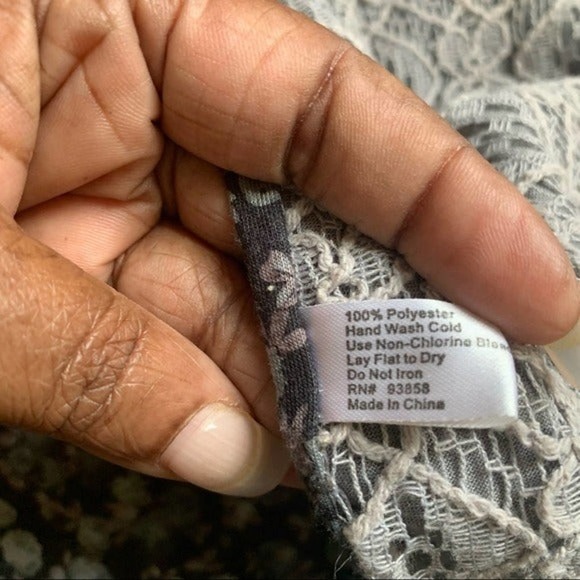 100% Polyester
Hand Wash Cold
Use Non-Chlorine
Lay Flat to Dry
Do Not Iron
RN# 93858
Made In China